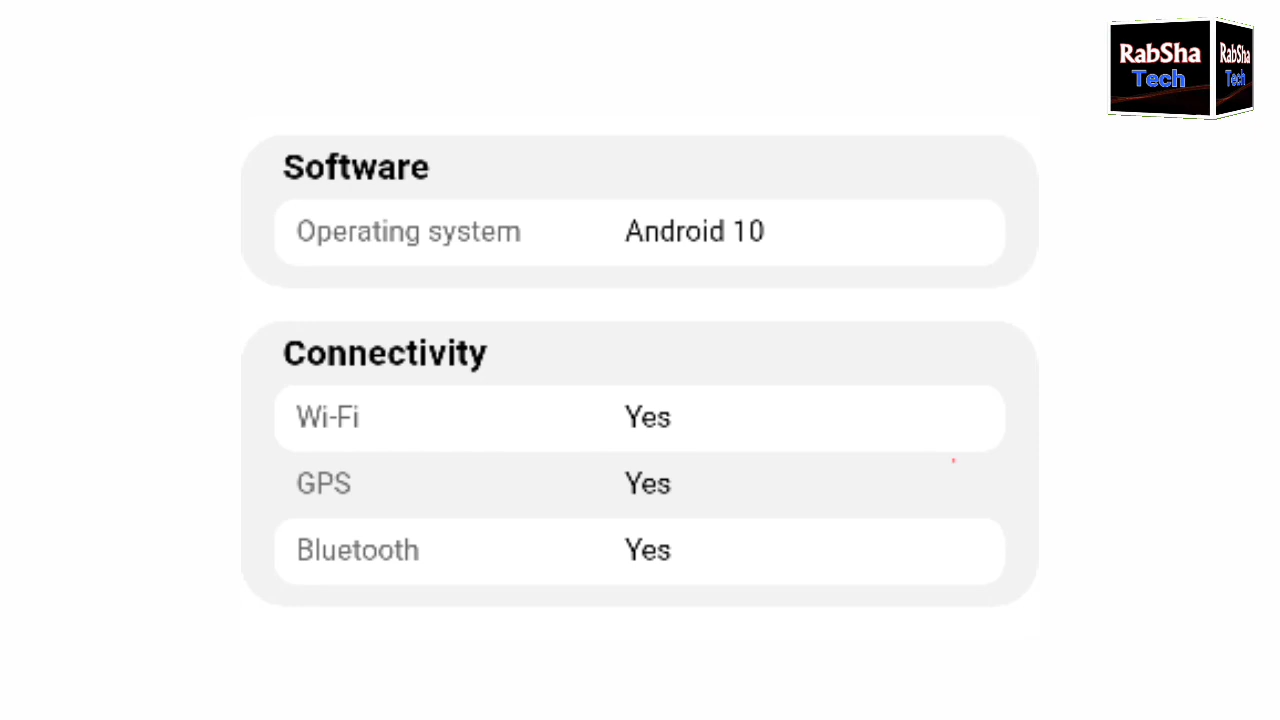 RabSha
Tech
RabSha
Tech
Software
Operating system Android 10
Connectivity
Wi-Fi Yes
GPS Yes
Bluetooth Yes